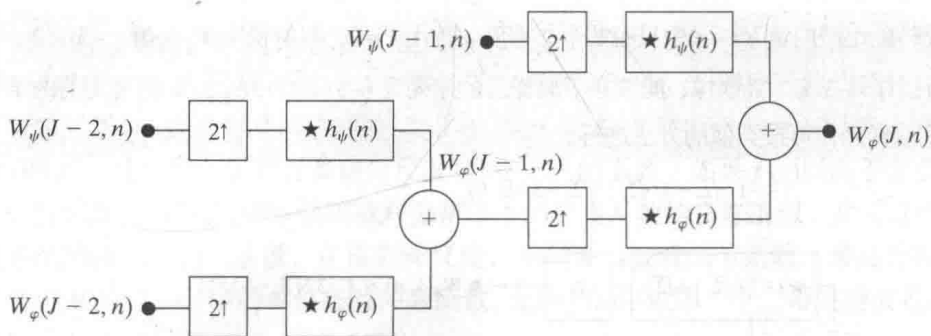 W_ψ(J − 1, n) 2↑ ★ h_ψ(n)
W_ψ(J − 2, n) 2↑ ★ h_ψ(n) + W_φ(J, n)
W_φ(J − 1, n)
+ 2↑ ★ h_φ(n)
W_φ(J − 2, n) 2↑ ★ h_φ(n)